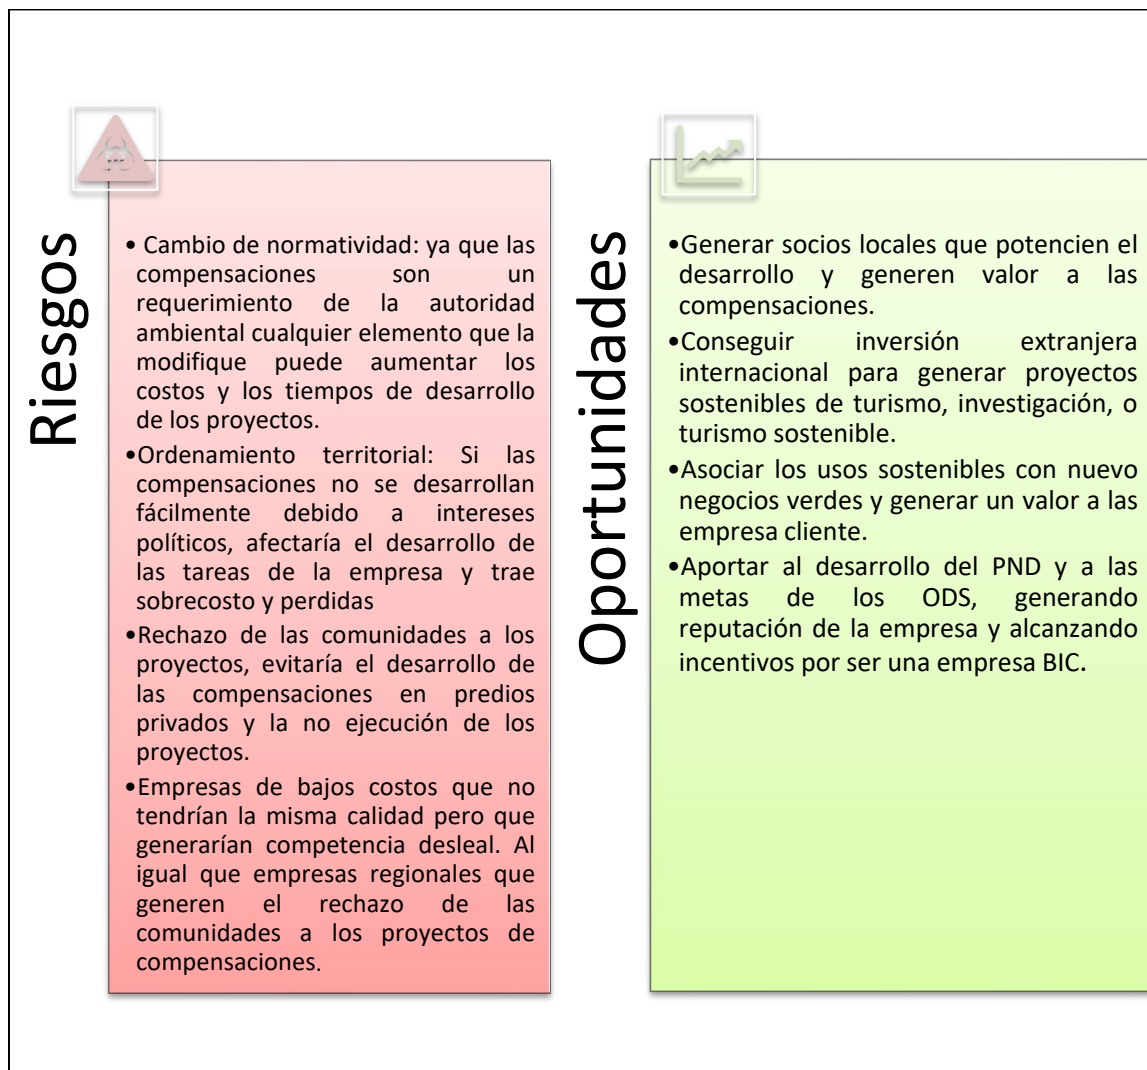 Riesgos
• Cambio de normatividad: ya que las
compensaciones son un
requerimiento de la autoridad
ambiental cualquier elemento que la
modifique puede aumentar los
costos y los tiempos de desarrollo
de los proyectos.
•Ordenamiento territorial: Si las
compensaciones no se desarrollan
fácilmente debido a intereses
políticos, afectaría el desarrollo de
las tareas de la empresa y trae
sobrecosto y perdidas
•Rechazo de las comunidades a los
proyectos, evitaría el desarrollo de
las compensaciones en predios
privados y la no ejecución de los
proyectos.
•Empresas de bajos costos que no
tendrían la misma calidad pero que
generarían competencia desleal. Al
igual que empresas regionales que
generen el rechazo de las
comunidades a los proyectos de
compensaciones.
Oportunidades
•Generar socios locales que potencien el
desarrollo y generen valor a las
compensaciones.
•Conseguir inversión extranjera
internacional para generar proyectos
sostenibles de turismo, investigación, o
turismo sostenible.
•Asociar los usos sostenibles con nuevo
negocios verdes y generar un valor a las
empresa cliente.
•Aportar al desarrollo del PND y a las
metas de los ODS, generando
reputación de la empresa y alcanzando
incentivos por ser una empresa BIC.